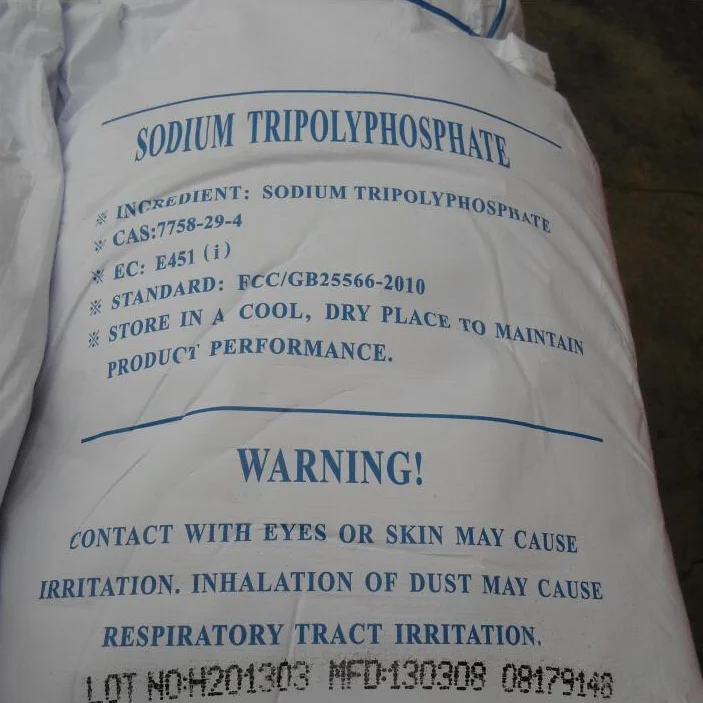 SODIUM TRIPOLYPHOSPHATE
※ INGREDIENT: SODIUM TRIPOLYPHOSPHATE
※ CAS:7758-29-4
※ EC: E451 (i)
※ STANDARD: FCC/GB25566-2010
※ STORE IN A COOL, DRY PLACE TO MAINTAIN
PRODUCT PERFORMANCE.
WARNING!
CONTACT WITH EYES OR SKIN MAY CAUSE
IRRITATION. INHALATION OF DUST MAY CAUSE
RESPIRATORY TRACT IRRITATION.
LOT NO:H201303 MFD:130308 08179148